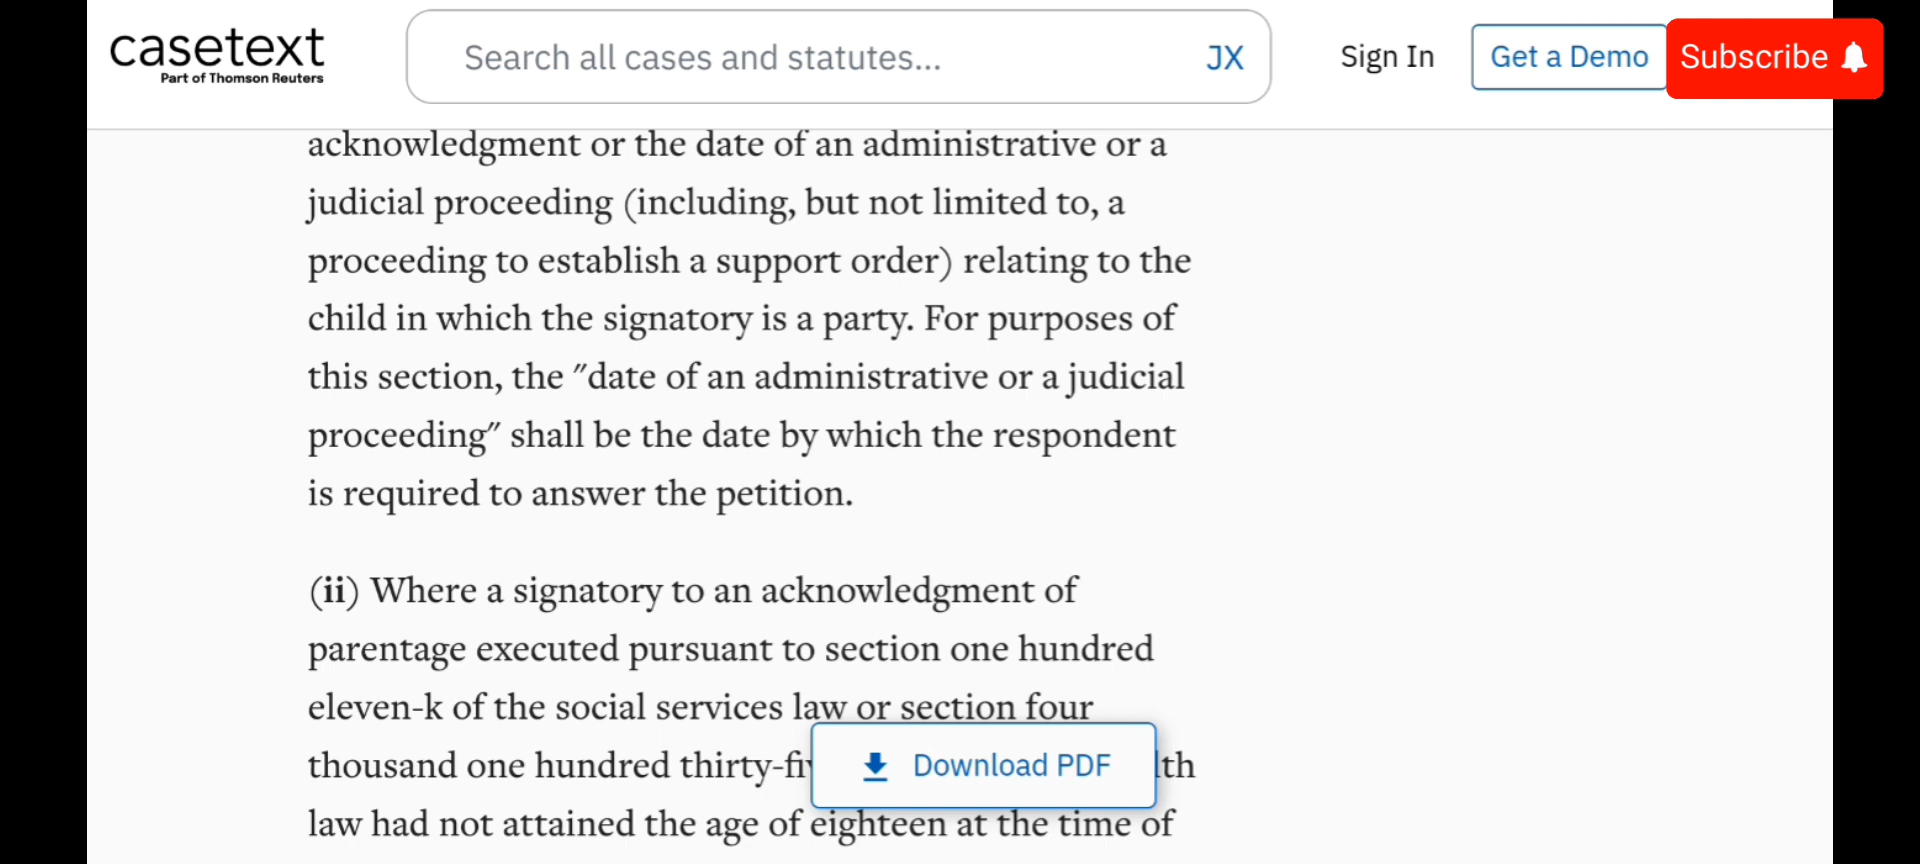 casetext
Part of Thomson Reuters
Search all cases and statutes...
JX
Sign In
Get a Demo
Subscribe
acknowledgment or the date of an administrative or a
judicial proceeding (including, but not limited to, a
proceeding to establish a support order) relating to the
child in which the signatory is a party. For purposes of
this section, the "date of an administrative or a judicial
proceeding" shall be the date by which the respondent
is required to answer the petition.
(ii) Where a signatory to an acknowledgment of
parentage executed pursuant to section one hundred
eleven-k of the social services law or section four
thousand one hundred
Download PDF
law had not attained the age of eighteen at the time of